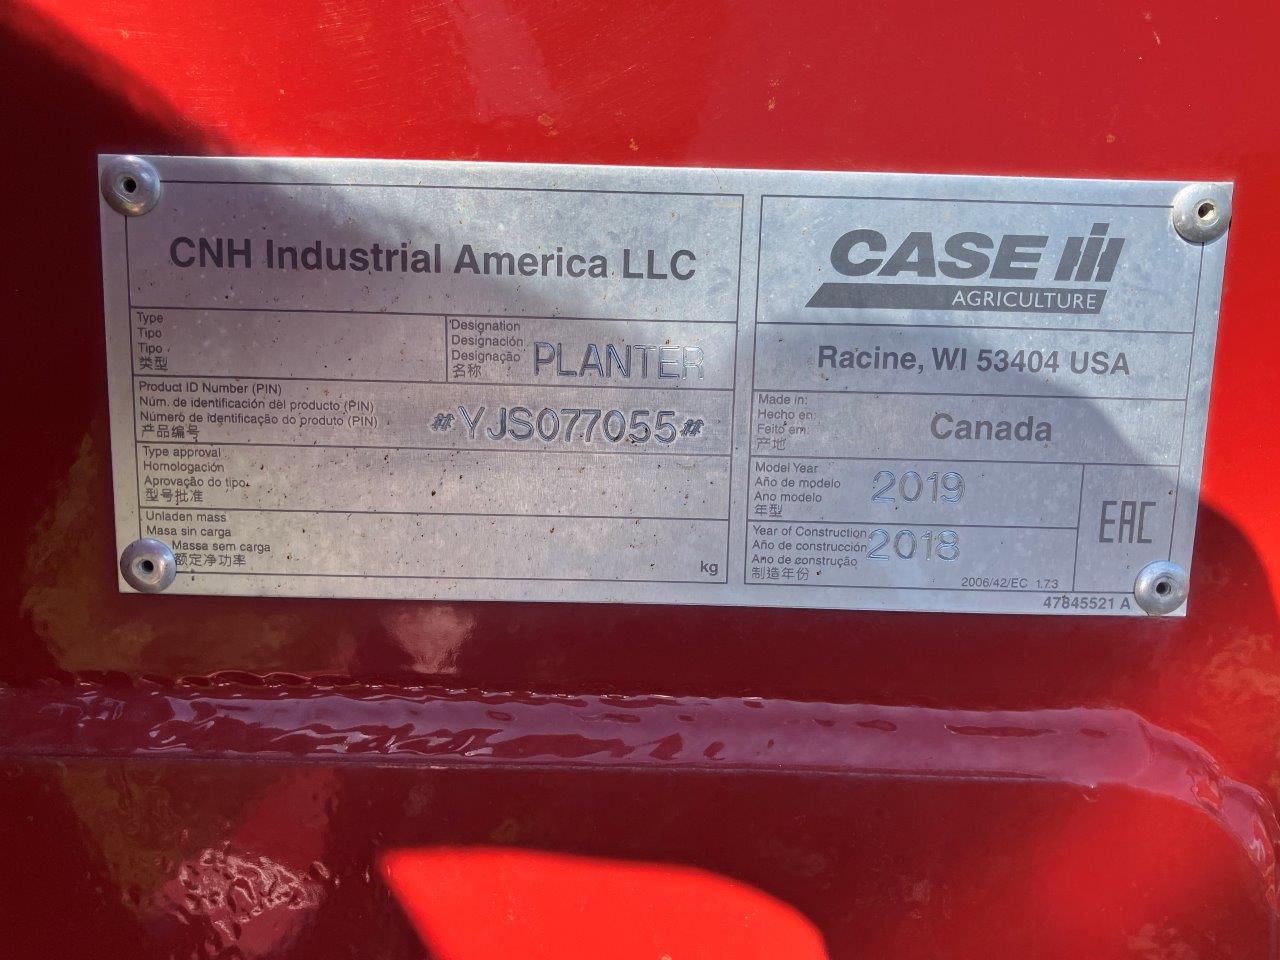 CNH Industrial America LLC
Type
Tipo
Tipo
类型
Designation
Designación
Designação
名称
PLANTER
Product ID Number (PIN)
Núm. de identificación del producto (PIN)
Número de identificação do produto (PIN)
产品编号
#YJS077055#
Type approval
Homologación
Aprovação do tipo
型号批准
Unladen mass
Masa sin carga
Massa sem carga
额定净功率
kg
CASE IH
AGRICULTURE
Racine, WI 53404 USA
Made in:
Hecho en:
Feito em:
产地
Canada
Model Year
Año de modelo
Ano modelo
年型
2019
Year of Construction
Año de construcción
Ano de construção
制造年份
2018
EAC
2006/42/EC 1.7.3
47845521 A